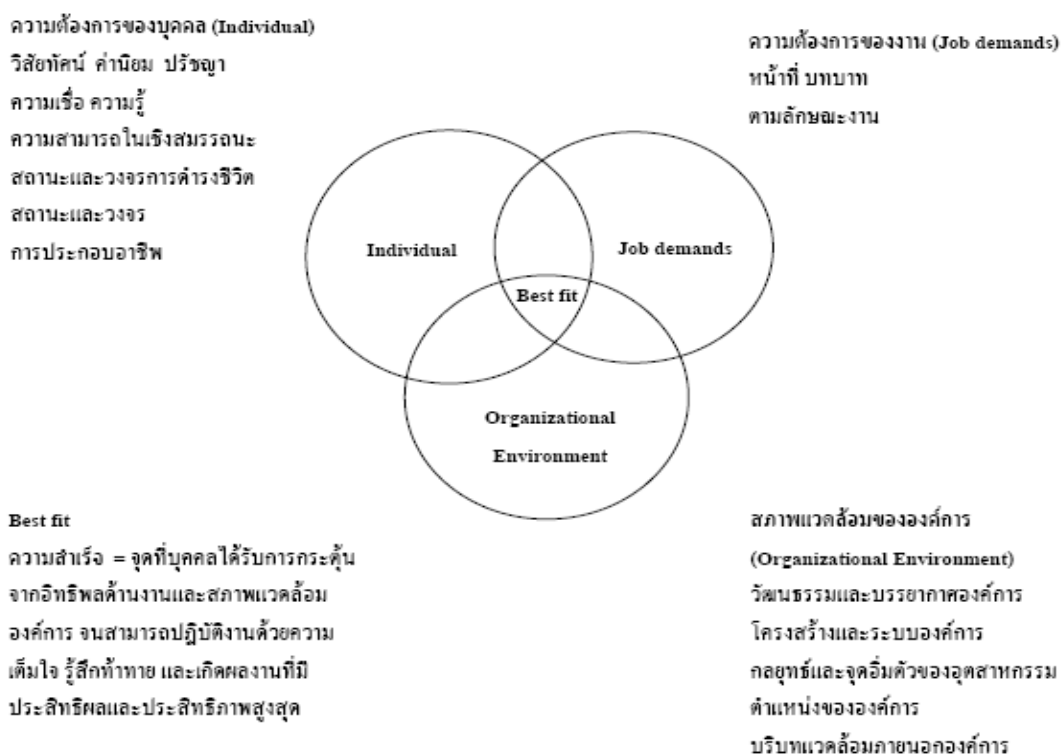 ความต้องการของบุคคล (Individual)
วิสัยทัศน์ ค่านิยม ปรัชญา
ความเชื่อ ความรู้
ความสามารถในเชิงสมรรถนะ
สถานะและวงจรการดำรงชีวิต
สถานะและวงจร
การประกอบอาชีพ
ความต้องการของงาน (Job demands)
หน้าที่ บทบาท
ตามลักษณะงาน
Individual
Job demands
Best fit
Organizational
Environment
Best fit
ความสำเร็จ = จุดที่บุคคลได้รับการกระตุ้น
จากอิทธิพลด้านงานและสภาพแวดล้อม
องค์การ จนสามารถปฏิบัติงานด้วยความ
เต็มใจ รู้สึกท้าทาย และเกิดผลงานที่มี
ประสิทธิผลและประสิทธิภาพสูงสุด
สภาพแวดล้อมขององค์การ
(Organizational Environment)
วัฒนธรรมและบรรยากาศองค์การ
โครงสร้างและระบบองค์การ
กลยุทธ์และจุดอิ่มตัวของอุตสาหกรรม
ตำแหน่งขององค์การ
บริบทแวดล้อมภายนอกองค์การ